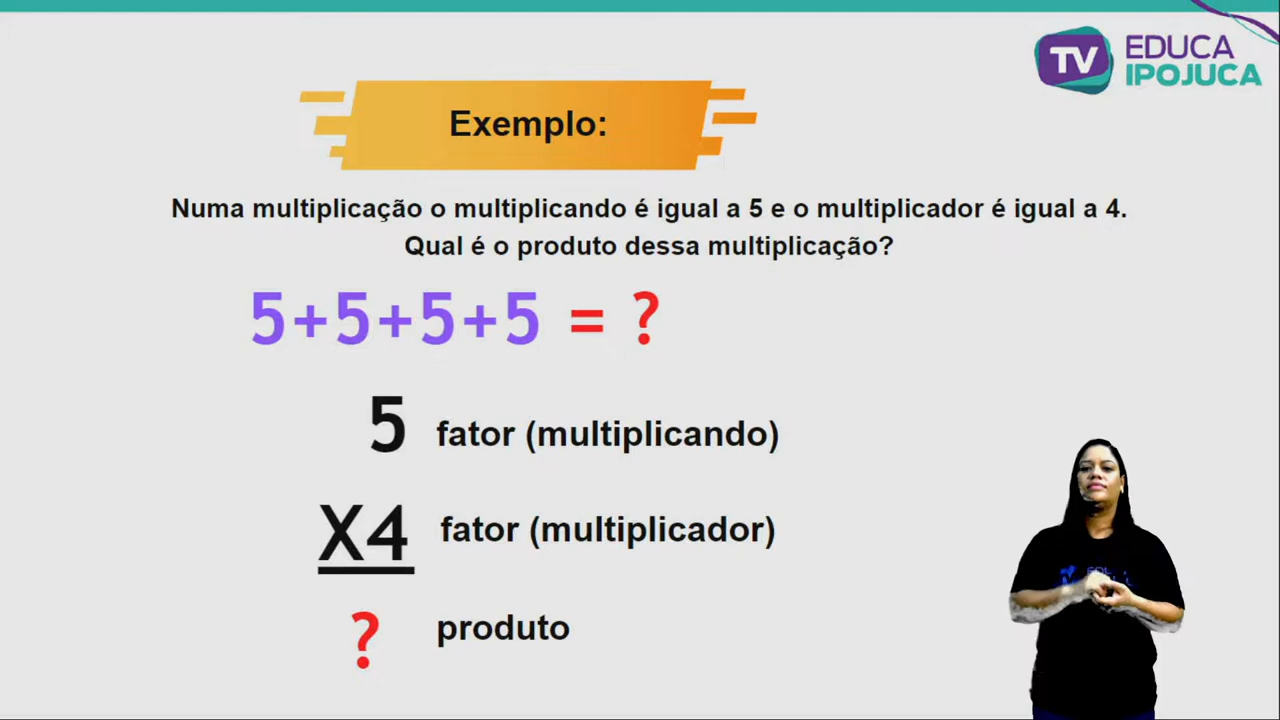 TV EDUCA
IPOJUCA
Exemplo:
Numa multiplicação o multiplicando é igual a 5 e o multiplicador é igual a 4.
Qual é o produto dessa multiplicação?
5+5+5+5 = ?
5 fator (multiplicando)
X4 fator (multiplicador)
? produto